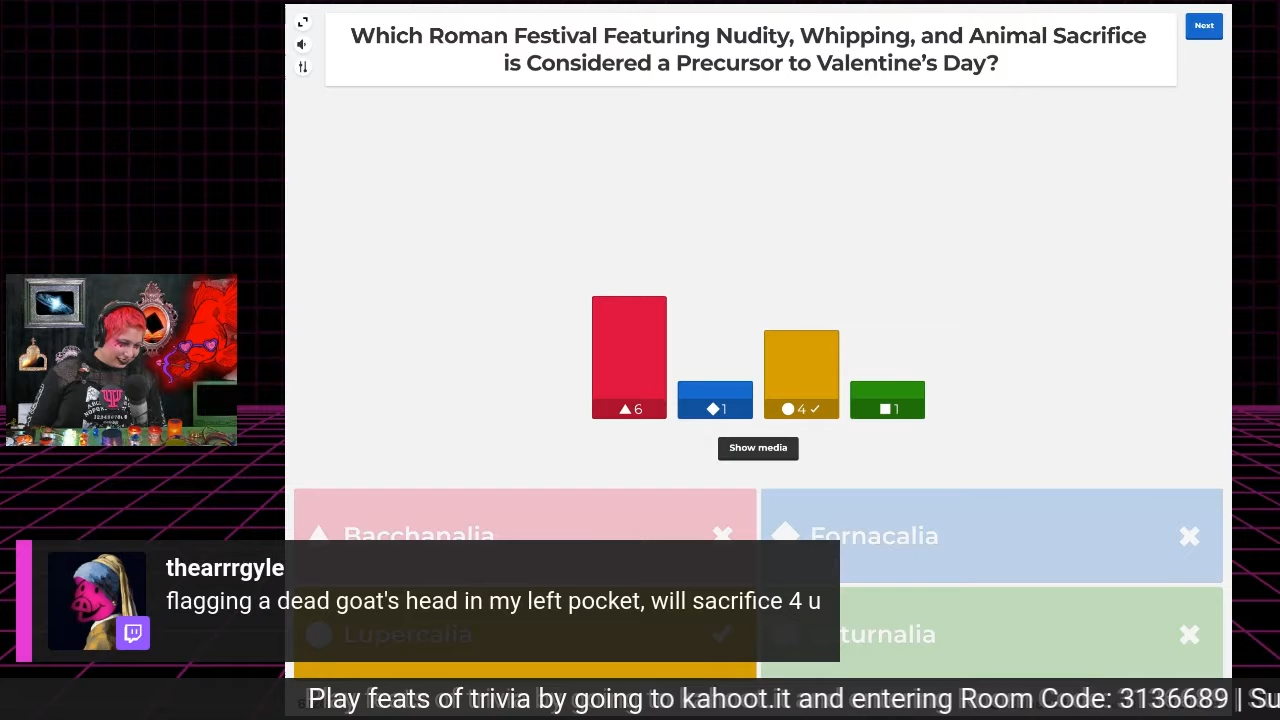 Which Roman Festival Featuring Nudity, Whipping, and Animal Sacrifice
is Considered a Precursor to Valentine's Day?
Next
6
1
4
1
Show media
Bacchanalia
Fornacalia
thearrrgyle
flagging a dead goat's head in my left pocket, will sacrifice 4 u
Lupercalia
turnalia
Play feats of trivia by going to kahoot.it and entering Room Code: 3136689 | Su